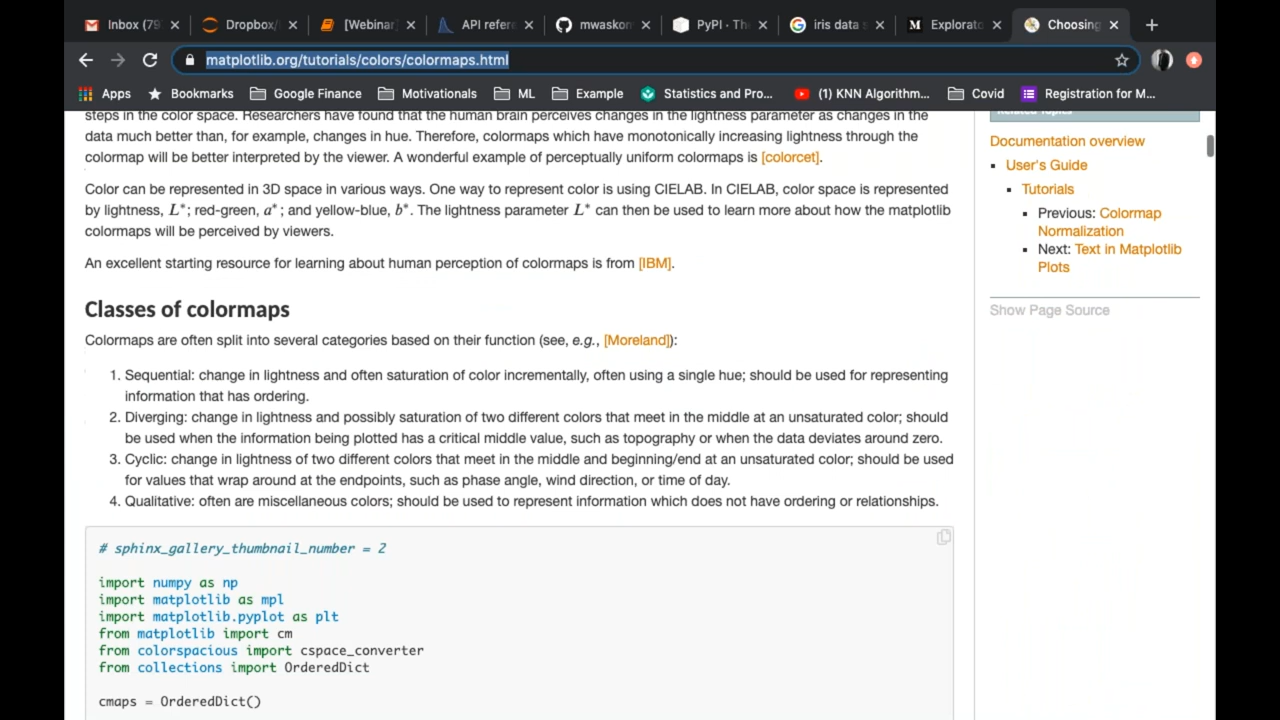 Inbox (79
Dropbox/
[Webinar
API refere
mwaskom
PyPI · The
iris data s
Explorato
Choosing
matplotlib.org/tutorials/colors/colormaps.html
Apps
Bookmarks
Google Finance
Motivationals
ML
Example
Statistics and Pro...
(1) KNN Algorithm...
Covid
Registration for M...
steps in the color space. Researchers have found that the human brain perceives changes in the lightness parameter as changes in the
data much better than, for example, changes in hue. Therefore, colormaps which have monotonically increasing lightness through the
colormap will be better interpreted by the viewer. A wonderful example of perceptually uniform colormaps is [colorcet].
Color can be represented in 3D space in various ways. One way to represent color is using CIELAB. In CIELAB, color space is represented
by lightness, L*; red-green, a*; and yellow-blue, b*. The lightness parameter L* can then be used to learn more about how the matplotlib
colormaps will be perceived by viewers.
An excellent starting resource for learning about human perception of colormaps is from [IBM].
Classes of colormaps
Colormaps are often split into several categories based on their function (see, e.g., [Moreland]):
1. Sequential: change in lightness and often saturation of color incrementally, often using a single hue; should be used for representing
information that has ordering.
2. Diverging: change in lightness and possibly saturation of two different colors that meet in the middle at an unsaturated color; should
be used when the information being plotted has a critical middle value, such as topography or when the data deviates around zero.
3. Cyclic: change in lightness of two different colors that meet in the middle and beginning/end at an unsaturated color; should be used
for values that wrap around at the endpoints, such as phase angle, wind direction, or time of day.
4. Qualitative: often are miscellaneous colors; should be used to represent information which does not have ordering or relationships.
# sphinx_gallery_thumbnail_number = 2
import numpy as np
import matplotlib as mpl
import matplotlib.pyplot as plt
from matplotlib import cm
from colorspacious import cspace_converter
from collections import OrderedDict
cmaps = OrderedDict()
Related Topics
Documentation overview
User's Guide
Tutorials
Previous: Colormap
Normalization
Next: Text in Matplotlib
Plots
Show Page Source